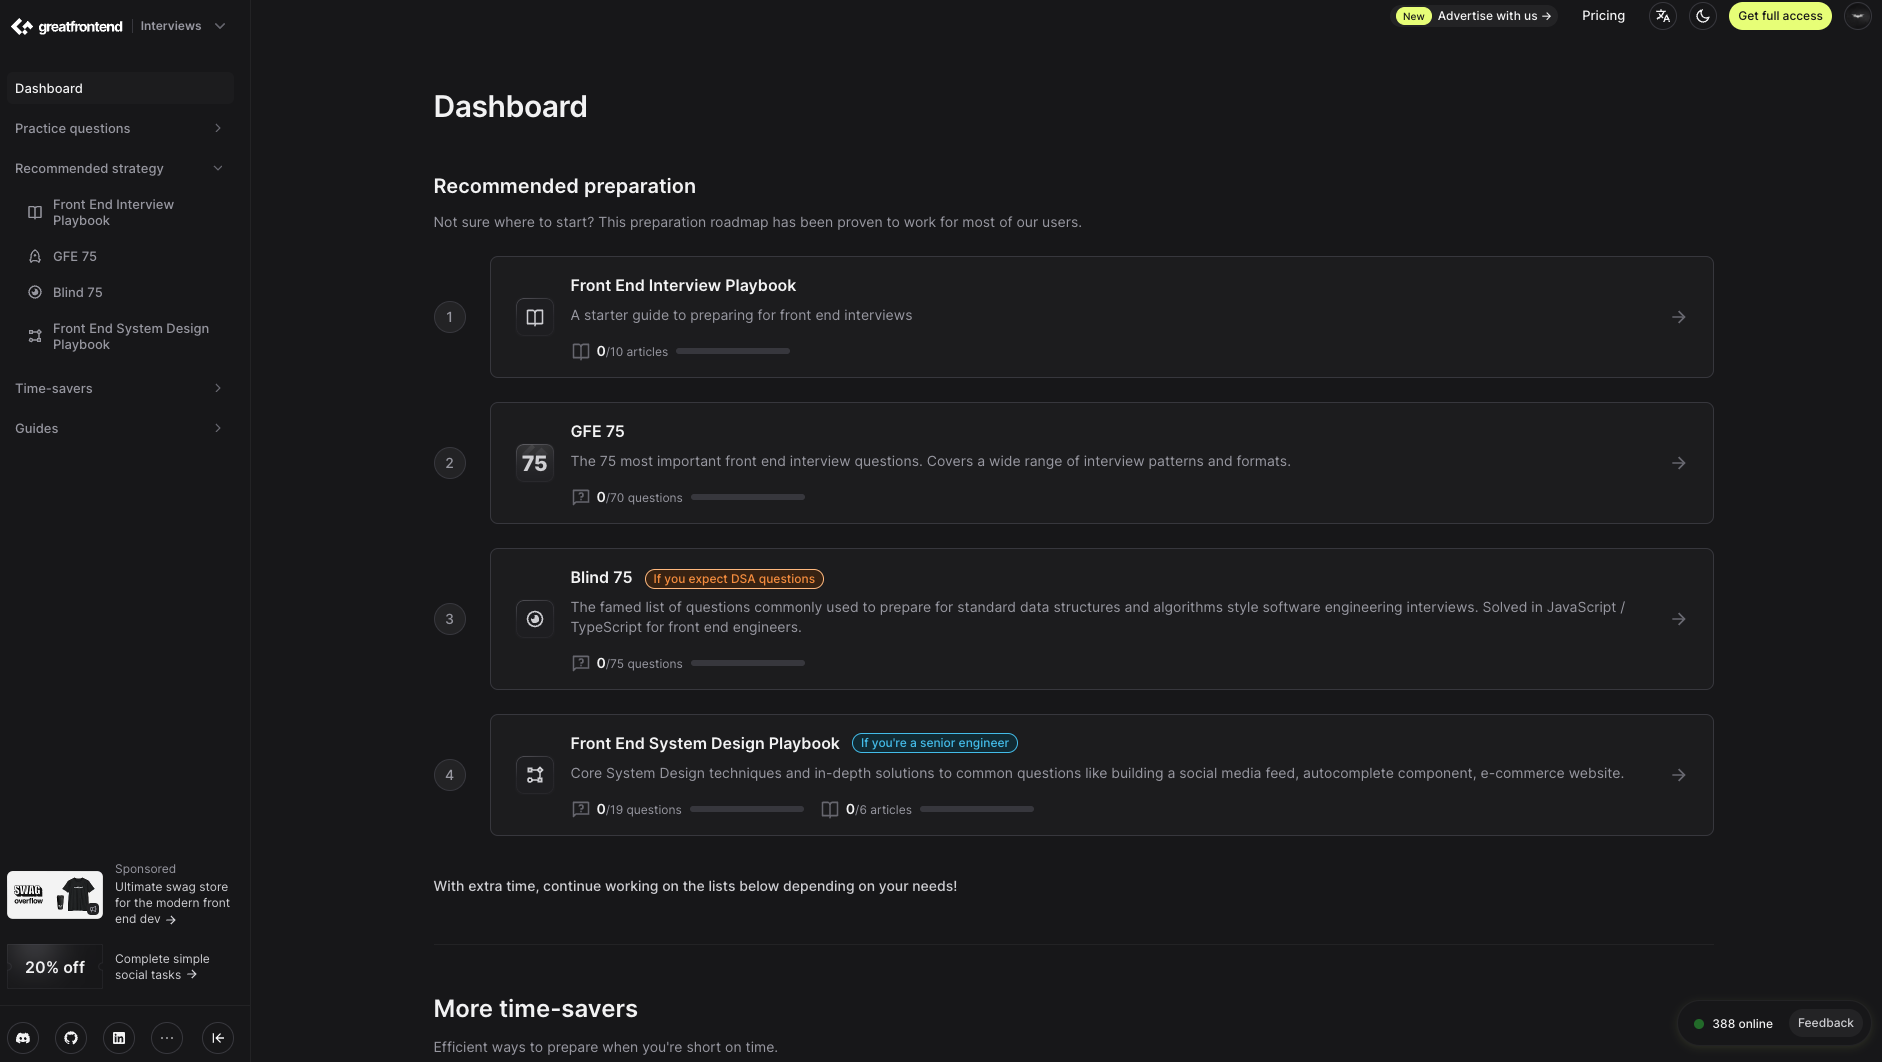 greatfrontend
Interviews
New
Advertise with us →
Pricing
Get full access
Dashboard
Practice questions
Recommended strategy
Front End Interview
Playbook
GFE 75
Blind 75
Front End System Design
Playbook
Time-savers
Guides
Sponsored
SWAG
overflow
Ultimate swag store
for the modern front
end dev →
20% off
Complete simple
social tasks →
Dashboard
Recommended preparation
Not sure where to start? This preparation roadmap has been proven to work for most of our users.
1
Front End Interview Playbook
A starter guide to preparing for front end interviews
0/10 articles
2
75
GFE 75
The 75 most important front end interview questions. Covers a wide range of interview patterns and formats.
0/70 questions
3
Blind 75
If you expect DSA questions
The famed list of questions commonly used to prepare for standard data structures and algorithms style software engineering interviews. Solved in JavaScript /
TypeScript for front end engineers.
0/75 questions
4
Front End System Design Playbook
If you're a senior engineer
Core System Design techniques and in-depth solutions to common questions like building a social media feed, autocomplete component, e-commerce website.
0/19 questions
0/6 articles
With extra time, continue working on the lists below depending on your needs!
More time-savers
Efficient ways to prepare when you're short on time.
388 online
Feedback